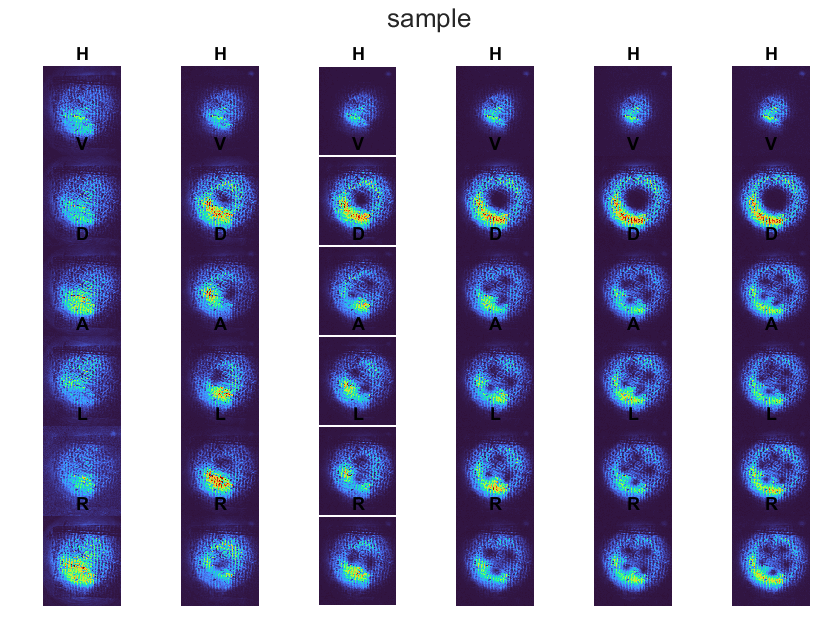 sample
H H H H H H
V V V V V V
D D D D D D
A A A A A A
L L L L L L
R R R R R R